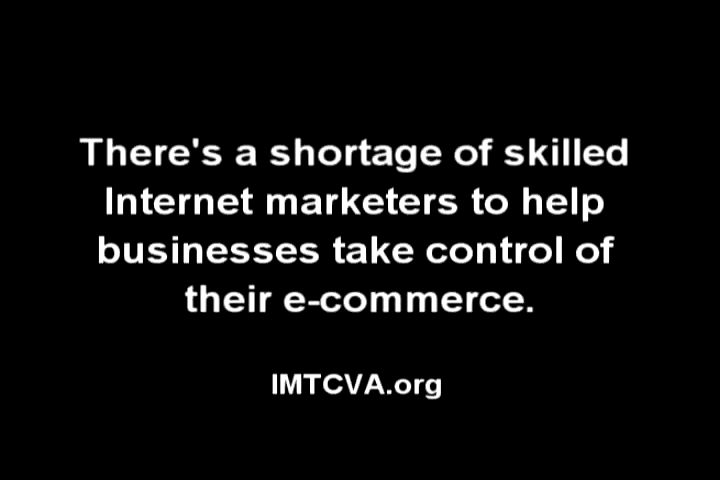 There's a shortage of skilled
Internet marketers to help
businesses take control of
their e-commerce.
IMTCVA.org